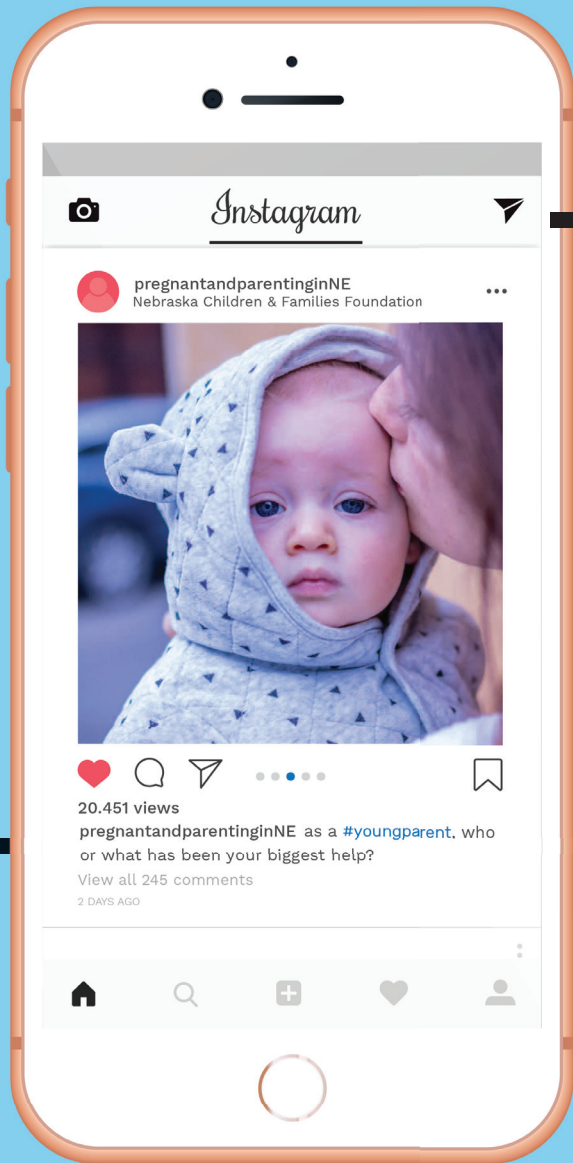 Instagram
pregnantandparentinginNE
Nebraska Children & Families Foundation
20.451 views
pregnantandparentinginNE as a #youngparent, who
or what has been your biggest help?
View all 245 comments
2 DAYS AGO